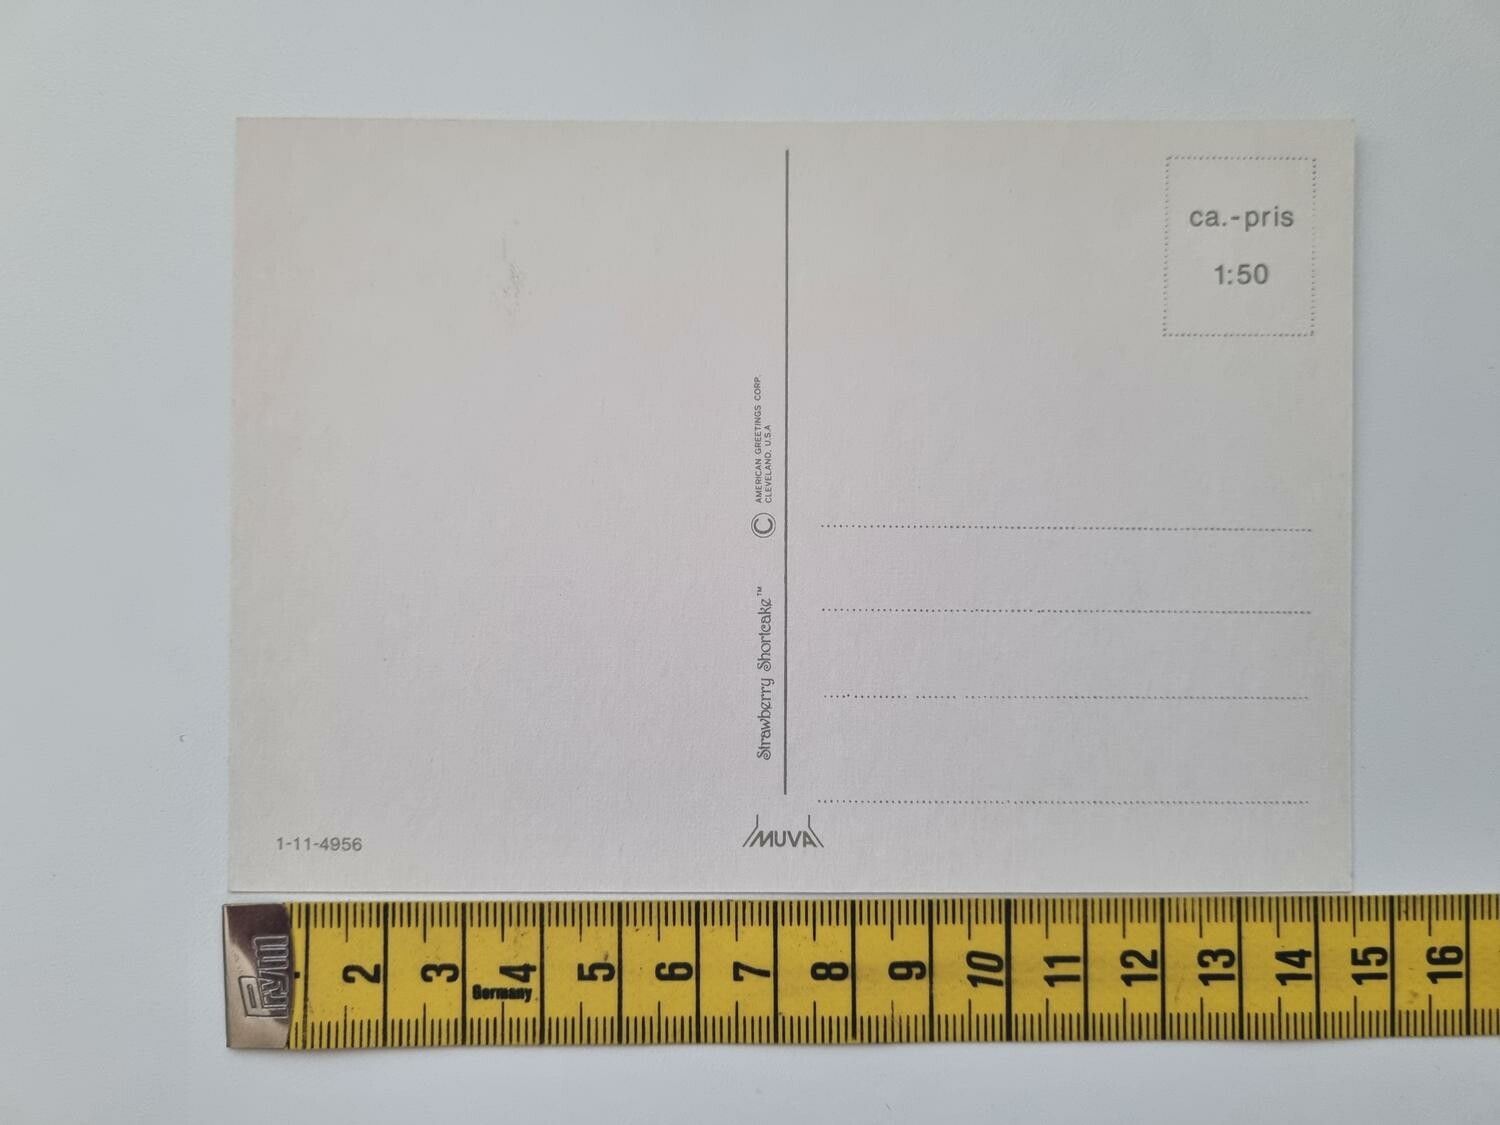 ca.-pris
1:50
© AMERICAN GREETINGS CORP.
CLEVELAND, U.S.A
Strawberry Shortcake™
MUVA
1-11-4956
Prym
2 3 4 5 6 7 8 9 10 11 12 13 14 15 16
Germany